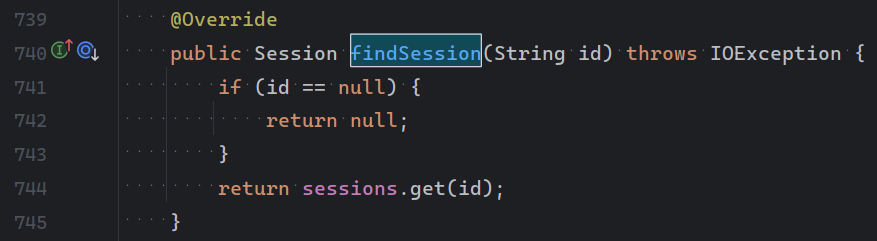 739 @Override
740 public Session findSession(String id) throws IOException {
741 if (id == null) {
742 return null;
743 }
744 return sessions.get(id);
745 }